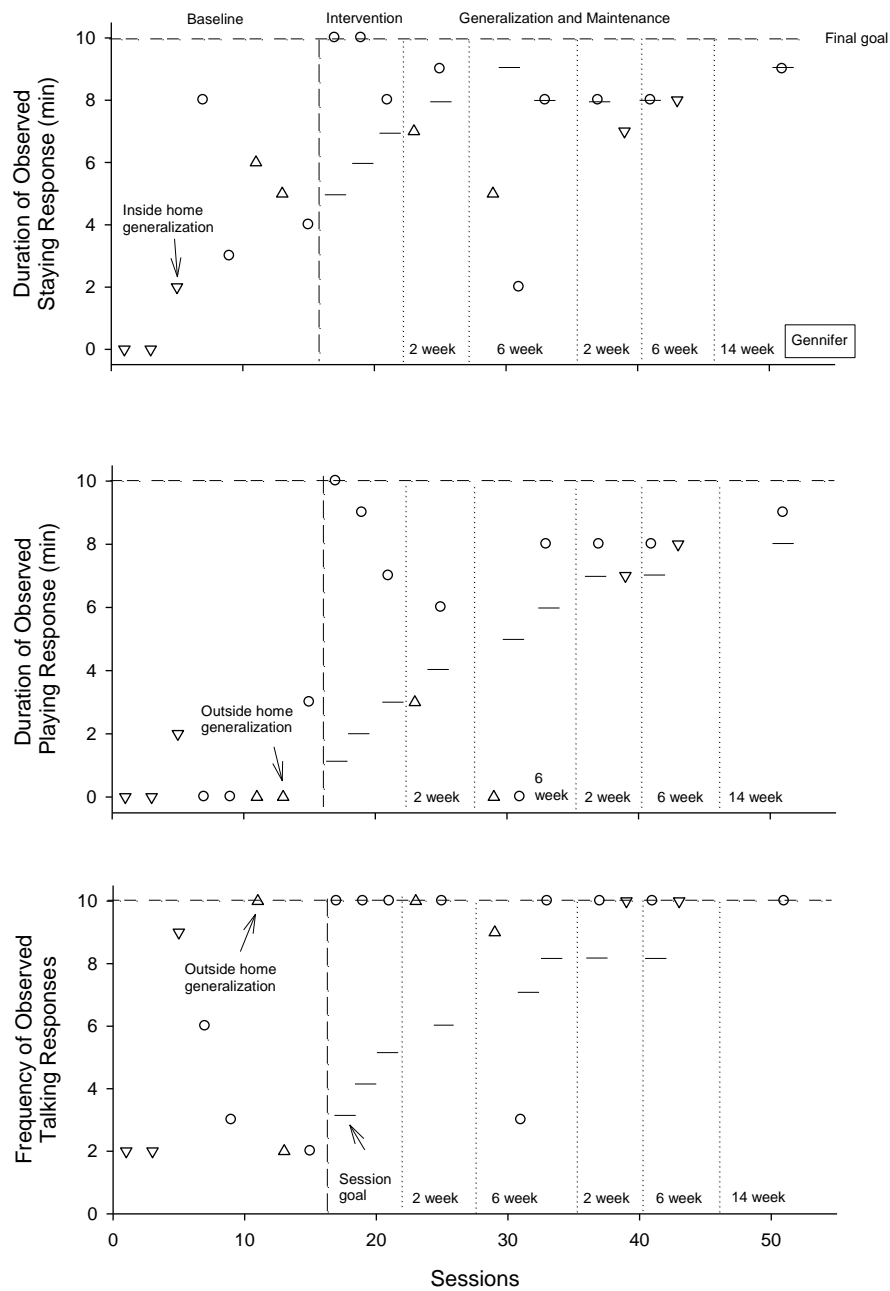 Baseline Intervention Generalization and Maintenance
Final goal
10
8
6
4
2
0
Duration of Observed
Staying Response (min)
Inside home
generalization
2 week 6 week 2 week 6 week 14 week
Gennifer
10
8
6
4
2
0
Duration of Observed
Playing Response (min)
Outside home
generalization
2 week 6
week 2 week 6 week 14 week
10
8
6
4
2
0
Frequency of Observed
Talking Responses
Outside home
generalization
Session
goal
2 week 6 week 2 week 6 week 14 week
0 10 20 30 40 50
Sessions